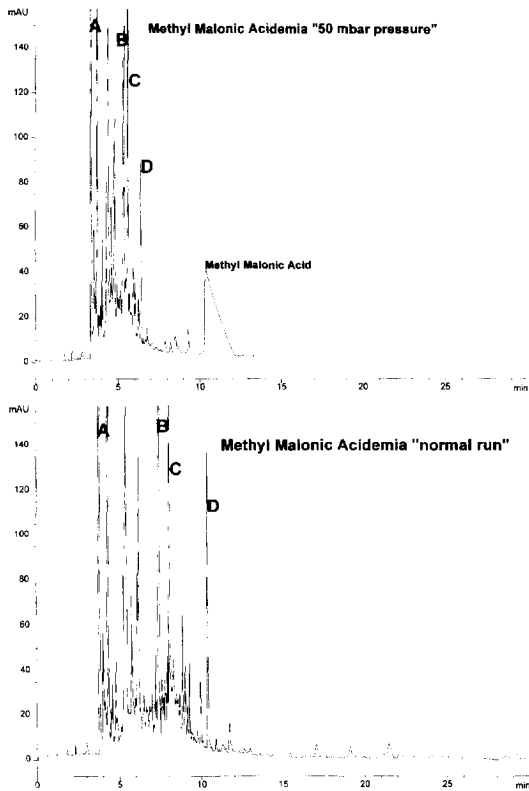 mAU
Methyl Malonic Acidemia "50 mbar pressure"
A
B
C
D
Methyl Malonic Acid
140
120
100
80
60
40
20
0
0 5 10 15 20 25 min
mAU
Methyl Malonic Acidemia "normal run"
A
B
C
D
140
120
100
80
60
40
20
0
0 5 10 15 20 25 min